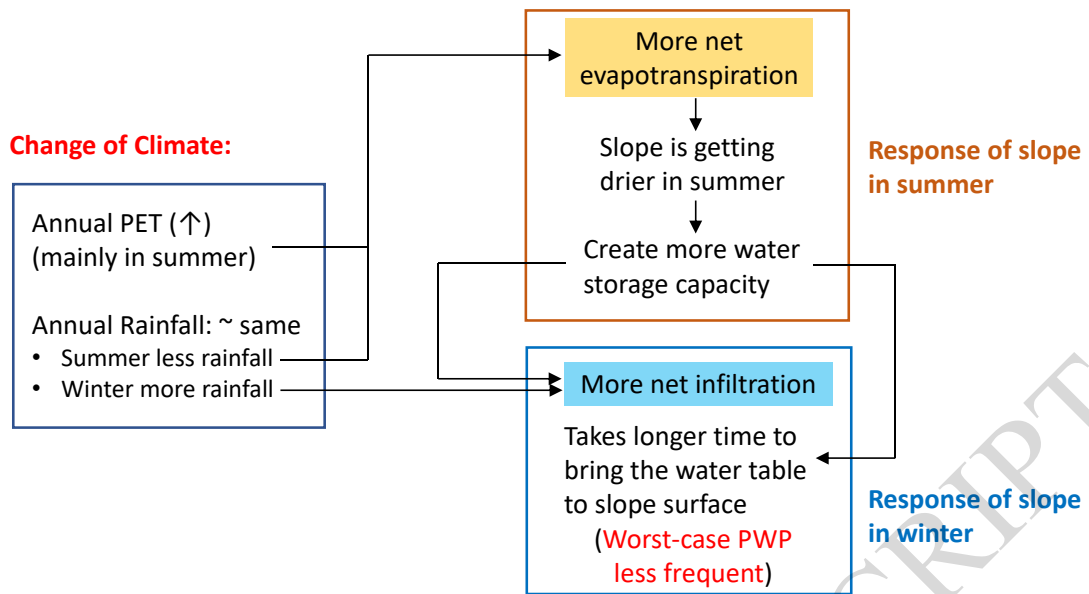 Change of Climate:
Annual PET (↑)
(mainly in summer)
Annual Rainfall: ~ same
• Summer less rainfall
• Winter more rainfall
More net
evapotranspiration
Slope is getting
drier in summer
Create more water
storage capacity
Response of slope
in summer
More net infiltration
Takes longer time to
bring the water table
to slope surface
(Worst-case PWP
less frequent)
Response of slope
in winter
CRIPT